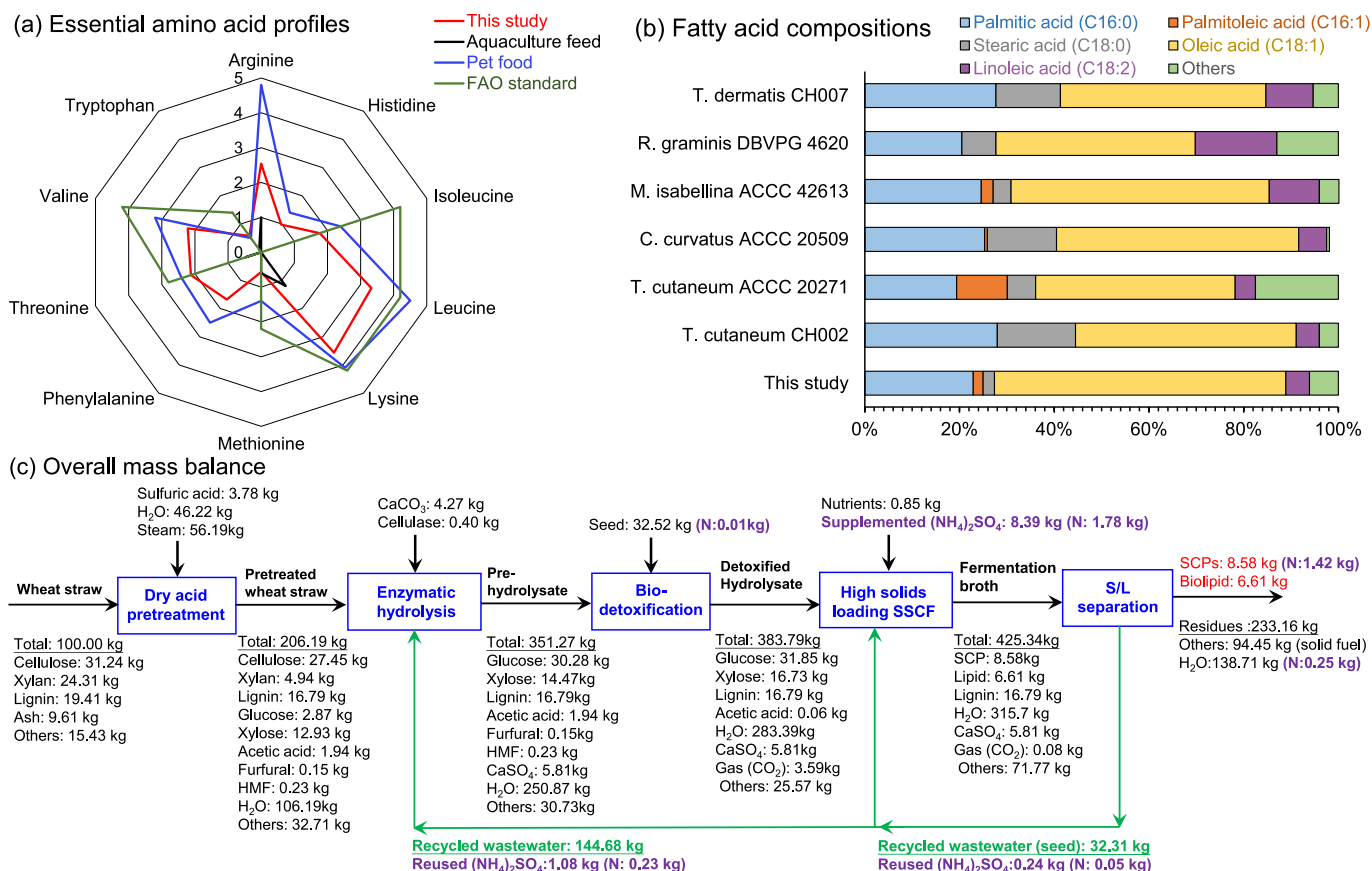 (a) Essential amino acid profiles
This study
Aquaculture feed
Pet food
FAO standard
Arginine
Histidine
Isoleucine
Leucine
Lysine
Methionine
Phenylalanine
Threonine
Valine
Tryptophan
5
4
3
2
1
0
(b) Fatty acid compositions
Palmitic acid (C16:0)
Palmitoleic acid (C16:1)
Stearic acid (C18:0)
Oleic acid (C18:1)
Linoleic acid (C18:2)
Others
T. dermatis CH007
R. graminis DBVPG 4620
M. isabellina ACCC 42613
C. curvatus ACCC 20509
T. cutaneum ACCC 20271
T. cutaneum CH002
This study
0% 20% 40% 60% 80% 100%
(c) Overall mass balance
Sulfuric acid: 3.78 kg
H₂O: 46.22 kg
Steam: 56.19kg
Wheat straw
Dry acid
pretreatment
Total: 100.00 kg
Cellulose: 31.24 kg
Xylan: 24.31 kg
Lignin: 19.41 kg
Ash: 9.61 kg
Others: 15.43 kg
Pretreated
wheat straw
Total: 206.19 kg
Cellulose: 27.45 kg
Xylan: 4.94 kg
Lignin: 16.79 kg
Glucose: 2.87 kg
Xylose: 12.93 kg
Acetic acid: 1.94 kg
Furfural: 0.15 kg
HMF: 0.23 kg
H₂O: 106.19kg
Others: 32.71 kg
CaCO₃: 4.27 kg
Cellulase: 0.40 kg
Enzymatic
hydrolysis
Pre-
hydrolysate
Total: 351.27 kg
Glucose: 30.28 kg
Xylose: 14.47kg
Lignin: 16.79kg
Acetic acid: 1.94 kg
Furfural: 0.15kg
HMF: 0.23 kg
CaSO₄: 5.81kg
H₂O: 250.87 kg
Others: 30.73kg
Seed: 32.52 kg (N:0.01kg)
Bio-
detoxification
Detoxified
Hydrolysate
Total: 383.79kg
Glucose: 31.85 kg
Xylose: 16.73 kg
Lignin: 16.79 kg
Acetic acid: 0.06 kg
H₂O: 283.39kg
CaSO₄: 5.81kg
Gas (CO₂): 3.59kg
Others: 25.57 kg
Nutrients: 0.85 kg
Supplemented (NH₄)₂SO₄: 8.39 kg (N: 1.78 kg)
High solids
loading SSCF
Fermentation
broth
Total: 425.34kg
SCP: 8.58kg
Lipid: 6.61 kg
Lignin: 16.79 kg
H₂O: 315.7 kg
CaSO₄: 5.81 kg
Gas (CO₂): 0.08 kg
Others: 71.77 kg
S/L
separation
SCPs: 8.58 kg (N:1.42 kg)
Biolipid: 6.61 kg
Residues :233.16 kg
Others: 94.45 kg (solid fuel)
H₂O:138.71 kg (N:0.25 kg)
Recycled wastewater: 144.68 kg
Reused (NH₄)₂SO₄:1.08 kg (N: 0.23 kg)
Recycled wastewater (seed): 32.31 kg
Reused (NH₄)₂SO₄:0.24 kg (N: 0.05 kg)